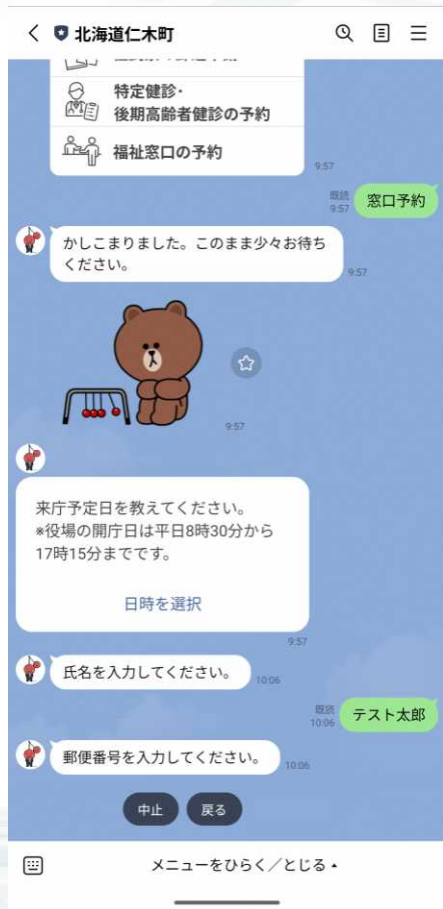 北海道仁木町
特定健診・
後期高齢者健診の予約
福祉窓口の予約
9:57
既読
9:57
窓口予約
かしこまりました。このまま少々お待ち
ください。
9:57
9:57
来庁予定日を教えてください。
*役場の開庁日は平日8時30分から
17時15分までです。
日時を選択
9:57
氏名を入力してください。
10:06
既読
10:06
テスト太郎
郵便番号を入力してください。
10:06
中止
戻る
メニューをひらく/とじる